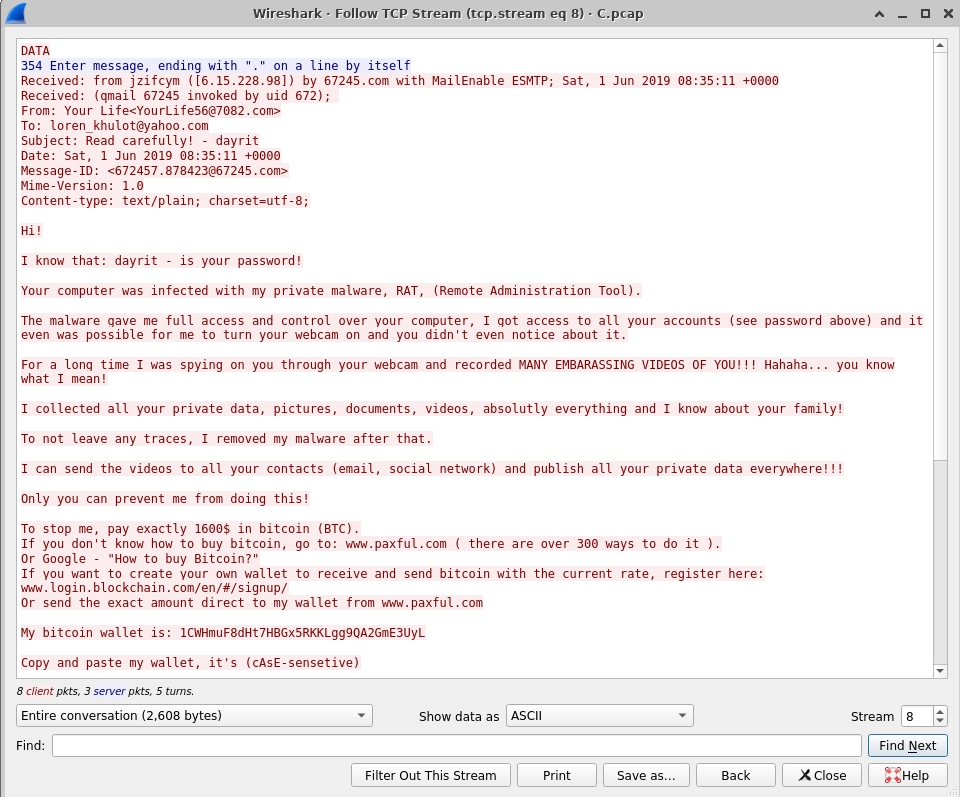 Wireshark · Follow TCP Stream (tcp.stream eq 8) · C.pcap
DATA
354 Enter message, ending with "." on a line by itself
Received: from jzifcym ([6.15.228.98]) by 67245.com with MailEnable ESMTP; Sat, 1 Jun 2019 08:35:11 +0000
Received: (qmail 67245 invoked by uid 672);
From: Your Life<YourLife56@7082.com>
To: loren_khulot@yahoo.com
Subject: Read carefully! - dayrit
Date: Sat, 1 Jun 2019 08:35:11 +0000
Message-ID: <672457.878423@67245.com>
Mime-Version: 1.0
Content-type: text/plain; charset=utf-8;
Hi!
I know that: dayrit - is your password!
Your computer was infected with my private malware, RAT, (Remote Administration Tool).
The malware gave me full access and control over your computer, I got access to all your accounts (see password above) and it
even was possible for me to turn your webcam on and you didn't even notice about it.
For a long time I was spying on you through your webcam and recorded MANY EMBARASSING VIDEOS OF YOU!!! Hahaha... you know
what I mean!
I collected all your private data, pictures, documents, videos, absolutly everything and I know about your family!
To not leave any traces, I removed my malware after that.
I can send the videos to all your contacts (email, social network) and publish all your private data everywhere!!!
Only you can prevent me from doing this!
To stop me, pay exactly 1600$ in bitcoin (BTC).
If you don't know how to buy bitcoin, go to: www.paxful.com ( there are over 300 ways to do it ).
Or Google - "How to buy Bitcoin?"
If you want to create your own wallet to receive and send bitcoin with the current rate, register here:
www.login.blockchain.com/en/#/signup/
Or send the exact amount direct to my wallet from www.paxful.com
My bitcoin wallet is: 1CWHmuF8dHt7HBGx5RKKLgg9QA2GmE3UyL
Copy and paste my wallet, it's (cAsE-sensetive)
8 client pkts, 3 server pkts, 5 turns.
Entire conversation (2,608 bytes)
Show data as
ASCII
Stream
8
Find:
Find Next
Filter Out This Stream
Print
Save as...
Back
Close
Help